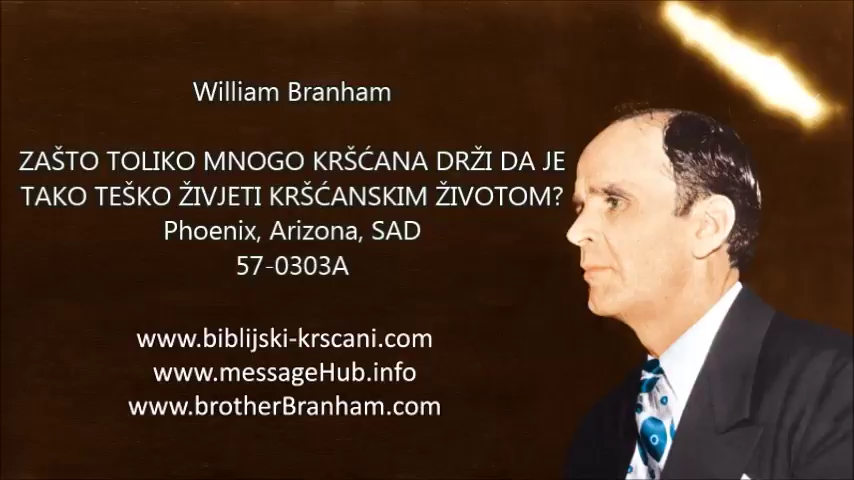 William Branham
ZAŠTO TOLIKO MNOGO KRŠĆANA DRŽI DA JE
TAKO TEŠKO ŽIVJETI KRŠĆANSKIM ŽIVOTOM?
Phoenix, Arizona, SAD
57-0303A
www.biblijski-krscani.com
www.messageHub.info
www.brotherBranham.com